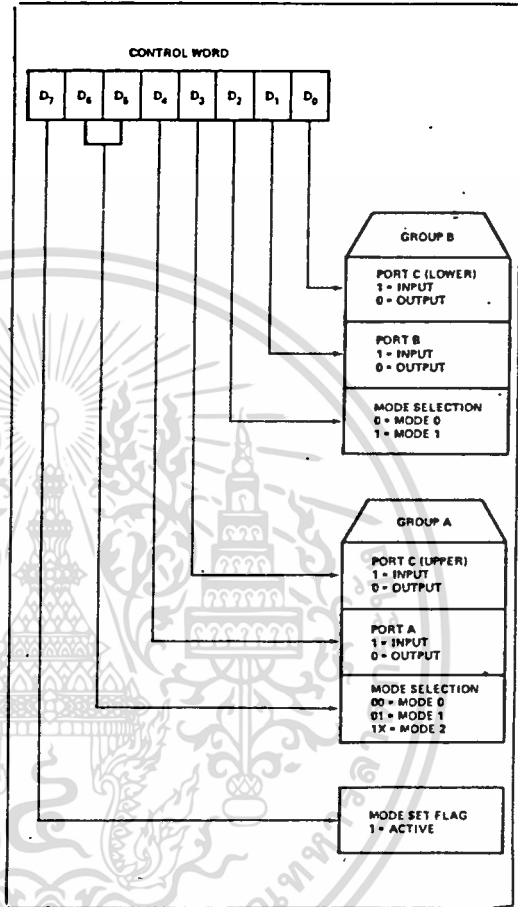 CONTROL WORD
D7 D6 D5 D4 D3 D2 D1 D0
GROUP B
PORT C (LOWER)
1 = INPUT
0 = OUTPUT
PORT B
1 = INPUT
0 = OUTPUT
MODE SELECTION
0 = MODE 0
1 = MODE 1
GROUP A
PORT C (UPPER)
1 = INPUT
0 = OUTPUT
PORT A
1 = INPUT
0 = OUTPUT
MODE SELECTION
00 = MODE 0
01 = MODE 1
1X = MODE 2
MODE SET FLAG
1 = ACTIVE